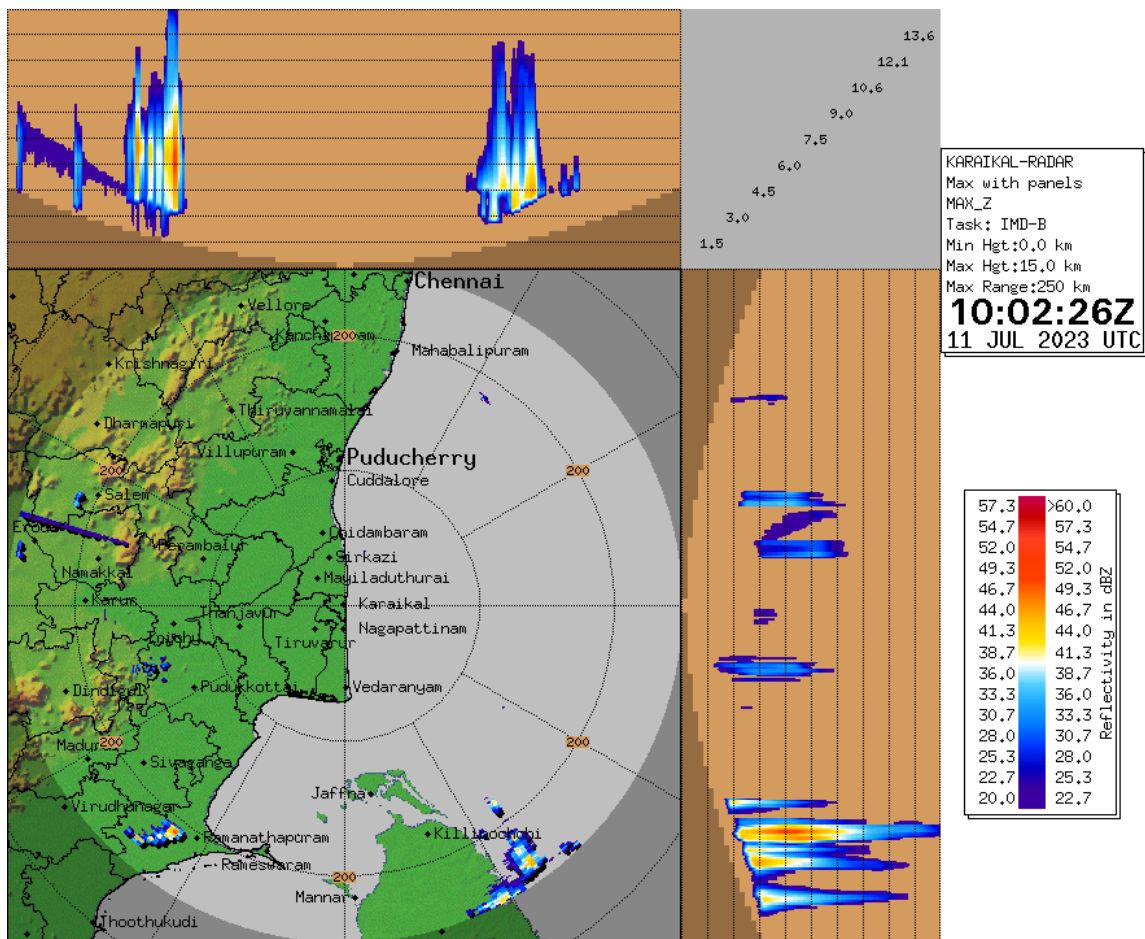 13.6
12.1
10.6
9.0
7.5
6.0
4.5
3.0
1.5
KARAIKAL-RADAR
Max with panels
MAX_Z
Task: IMD-B
Min Hgt:0.0 km
Max Hgt:15.0 km
Max Range:250 km
10:02:26Z
11 JUL 2023 UTC
Chennai
Vellore
200
Mahabalipuram
Krishnagiri
Thiruvannamalai
Dharmapuri
Villupuram
Puducherry
200
200
Cuddalore
Salem
Chidambaram
Perambalur
Sirkazi
Namakkal
Mayiladuthurai
Karur
Karaikal
Thanjavur
Nagapattinam
Tiruvarur
Dindigul
Pudukkottai
Vedaranyam
200
200
Sivaganga
Jaffna
Virudhunagar
Ramanathapuram
Rameswaram
200
Mannar
Thoothukudi
57.3 >60.0
54.7 57.3
52.0 54.7
49.3 52.0
46.7 49.3
44.0 46.7
41.3 44.0
38.7 41.3
36.0 38.7
33.3 36.0
30.7 33.3
28.0 30.7
25.3 28.0
22.7 25.3
20.0 22.7
Reflectivity in dBZ